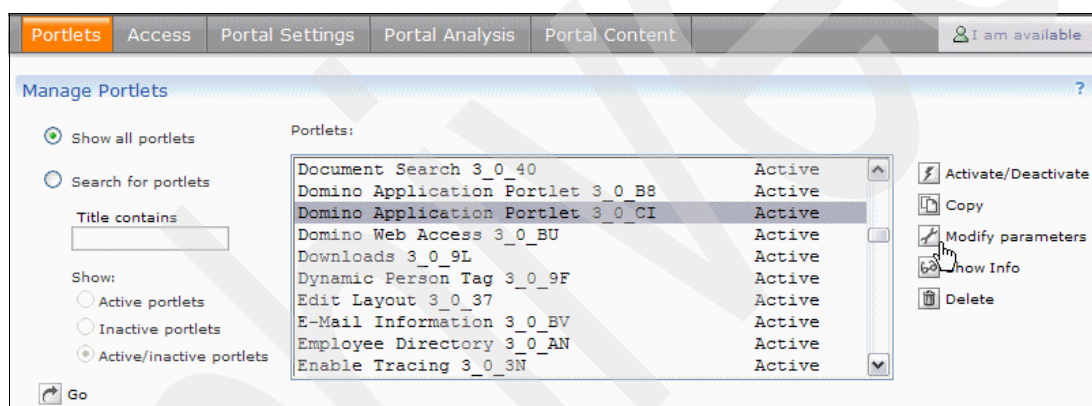 Portlets Access Portal Settings Portal Analysis Portal Content I am available
Manage Portlets ?
Show all portlets
Search for portlets
Title contains
Show:
Active portlets
Inactive portlets
Active/inactive portlets
Go
Portlets:
Document Search 3_0_40 Active
Domino Application Portlet 3_0_B8 Active
Domino Application Portlet 3_0_CI Active
Domino Web Access 3_0_BU Active
Downloads 3_0_9L Active
Dynamic Person Tag 3_0_9F Active
Edit Layout 3_0_37 Active
E-Mail Information 3_0_BV Active
Employee Directory 3_0_AN Active
Enable Tracing 3_0_3N Active
Activate/Deactivate
Copy
Modify parameters
Show Info
Delete